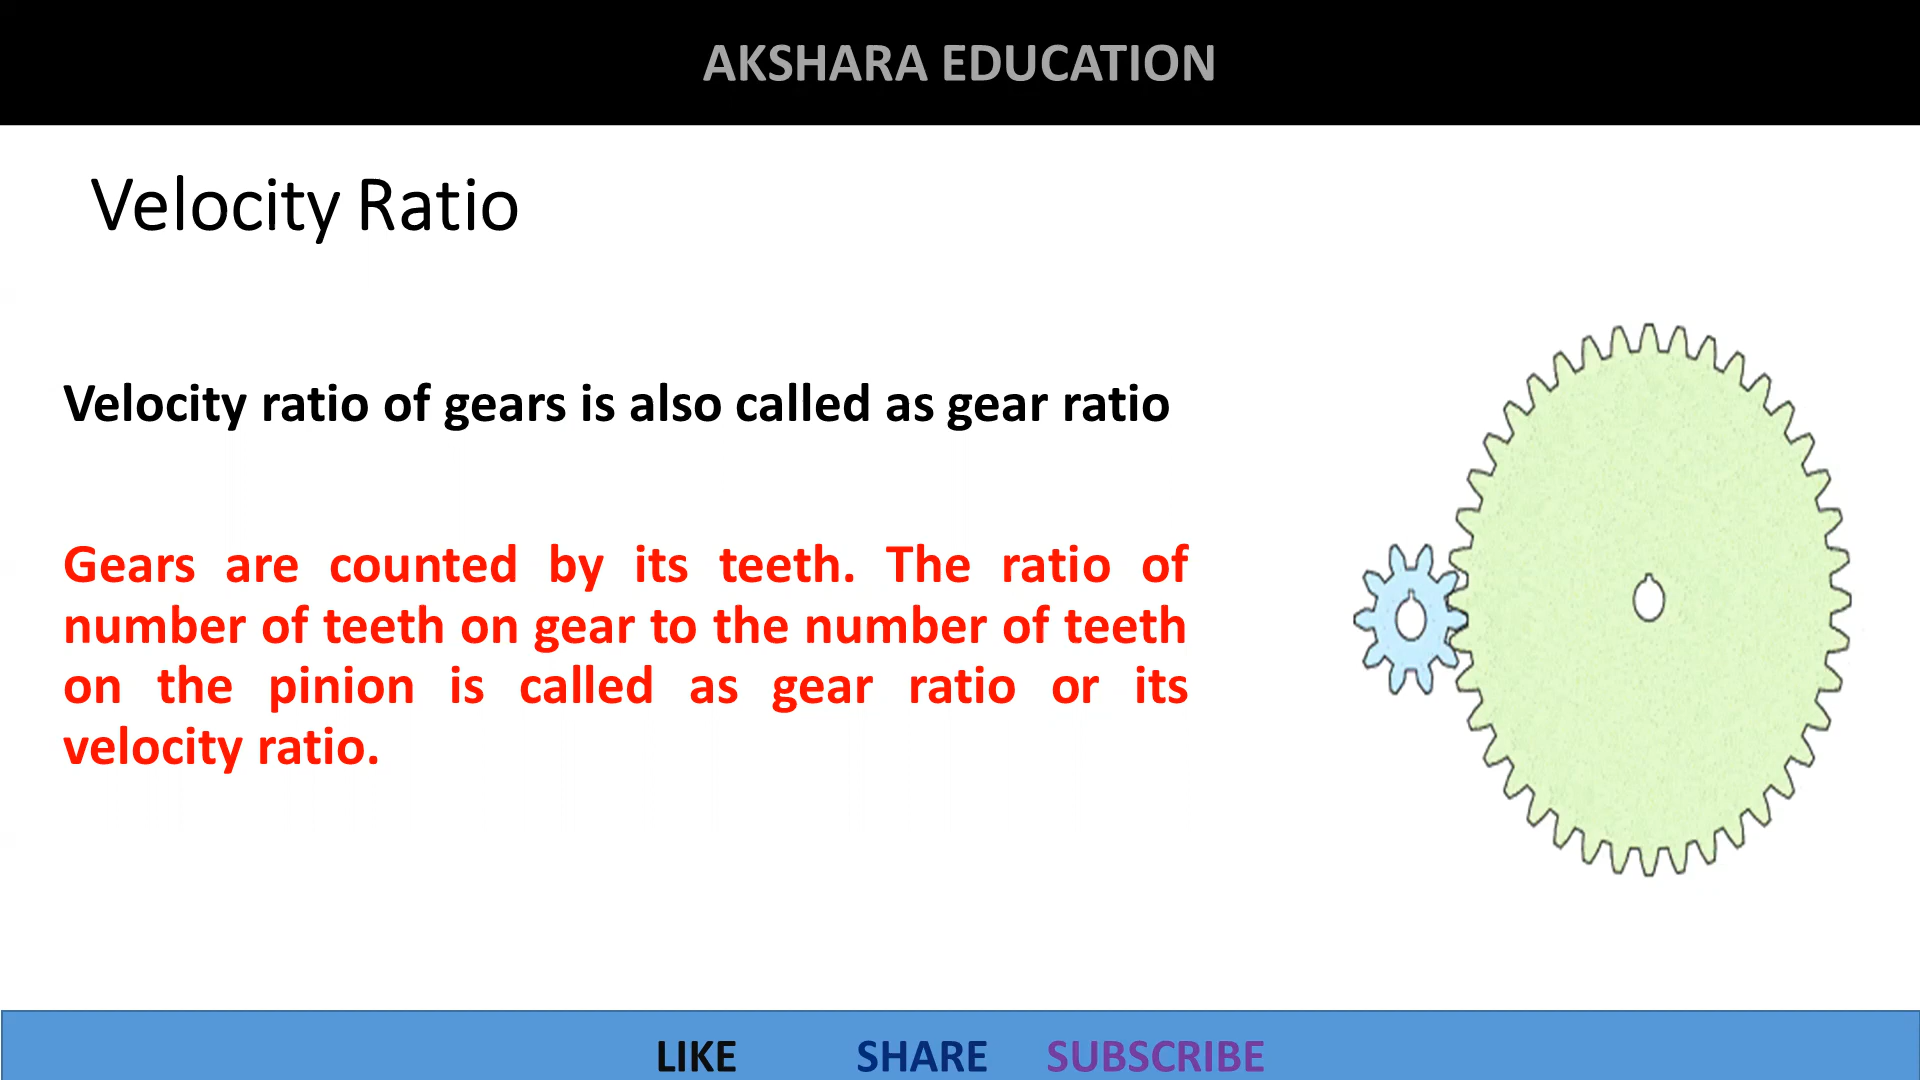 AKSHARA EDUCATION
Velocity Ratio
Velocity ratio of gears is also called as gear ratio
Gears are counted by its teeth. The ratio of
number of teeth on gear to the number of teeth
on the pinion is called as gear ratio or its
velocity ratio.
LIKE SHARE SUBSCRIBE